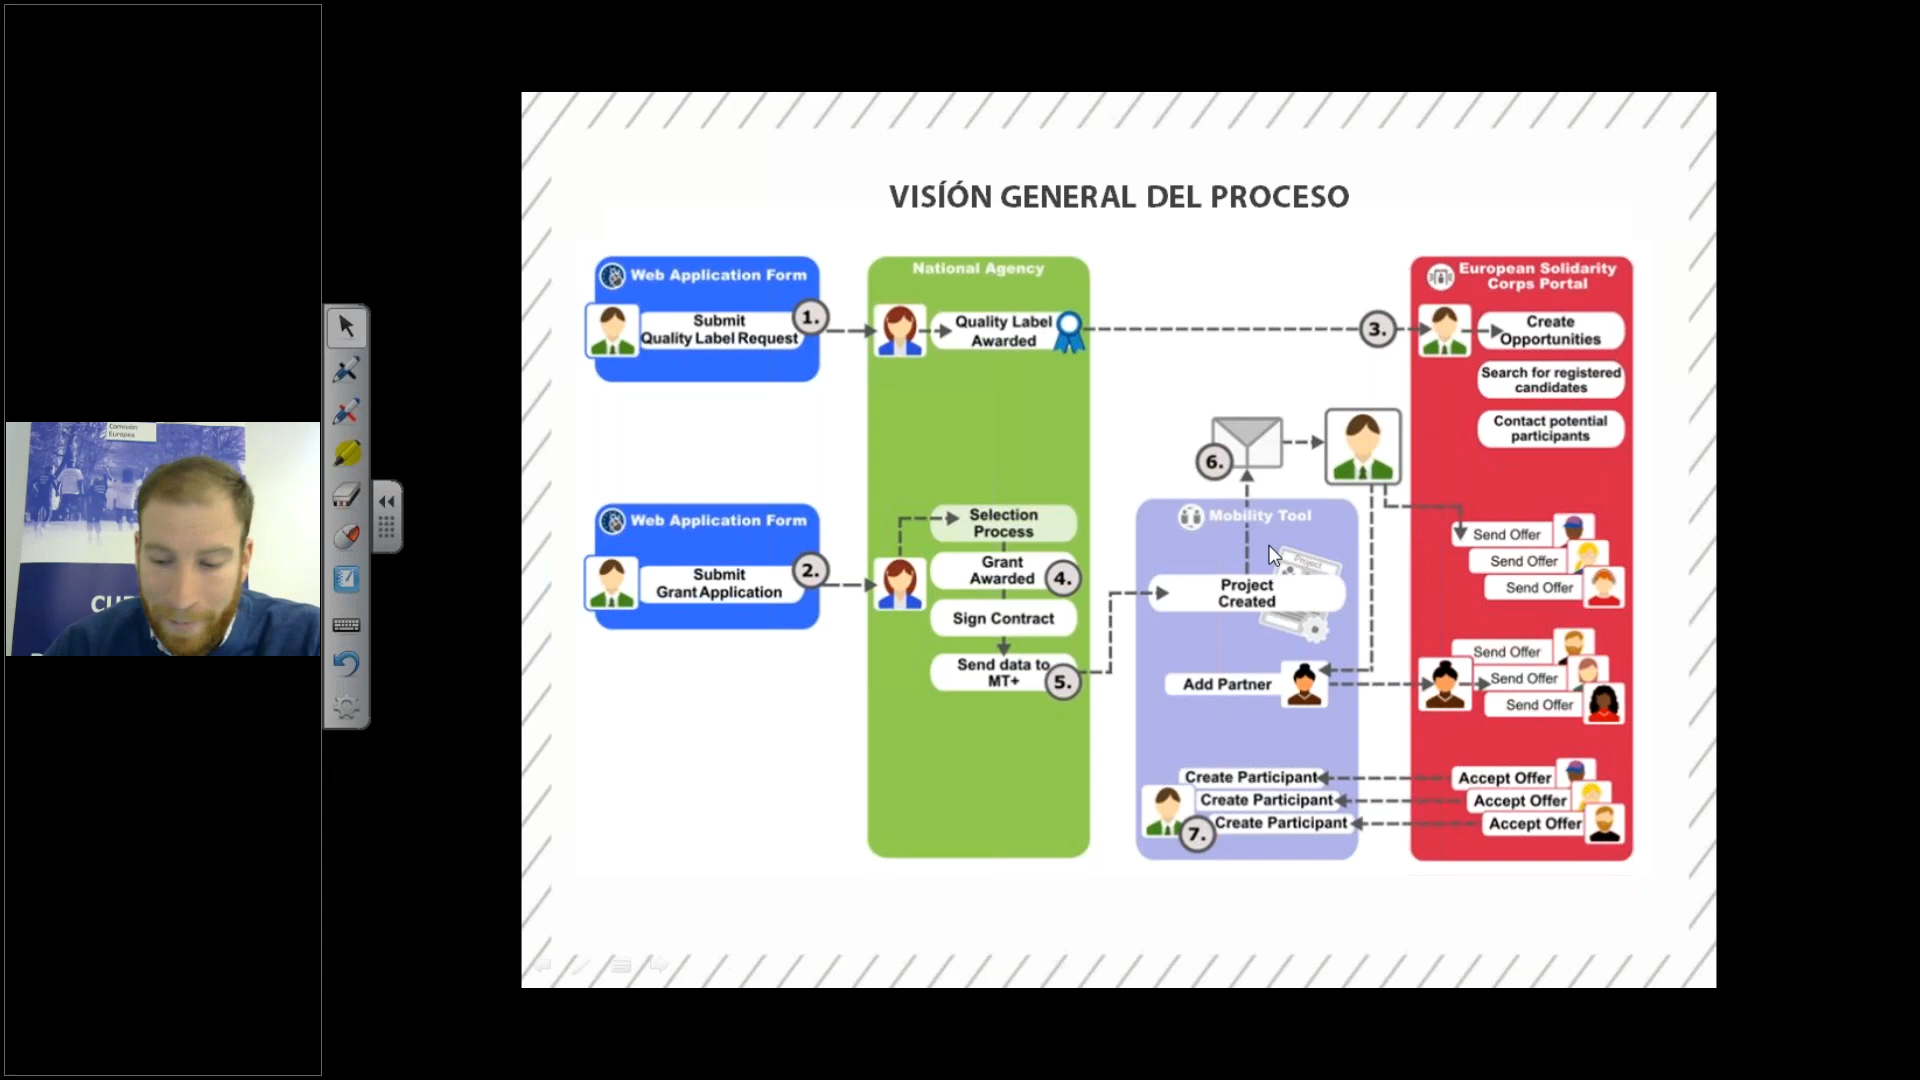 VISÍÓN GENERAL DEL PROCESO
Web Application Form
Submit
Quality Label Request
1.
National Agency
Quality Label
Awarded
3.
European Solidarity
Corps Portal
Create
Opportunities
Search for registered
candidates
Contact potential
participants
6.
Web Application Form
Submit
Grant Application
2.
Selection
Process
Grant
Awarded
4.
Sign Contract
Send data to
MT+
5.
Mobility Tool
Project
Project
Created
Add Partner
Send Offer
Send Offer
Send Offer
Send Offer
Send Offer
Send Offer
Create Participant
Create Participant
Create Participant
7.
Accept Offer
Accept Offer
Accept Offer
Comisión
Europea